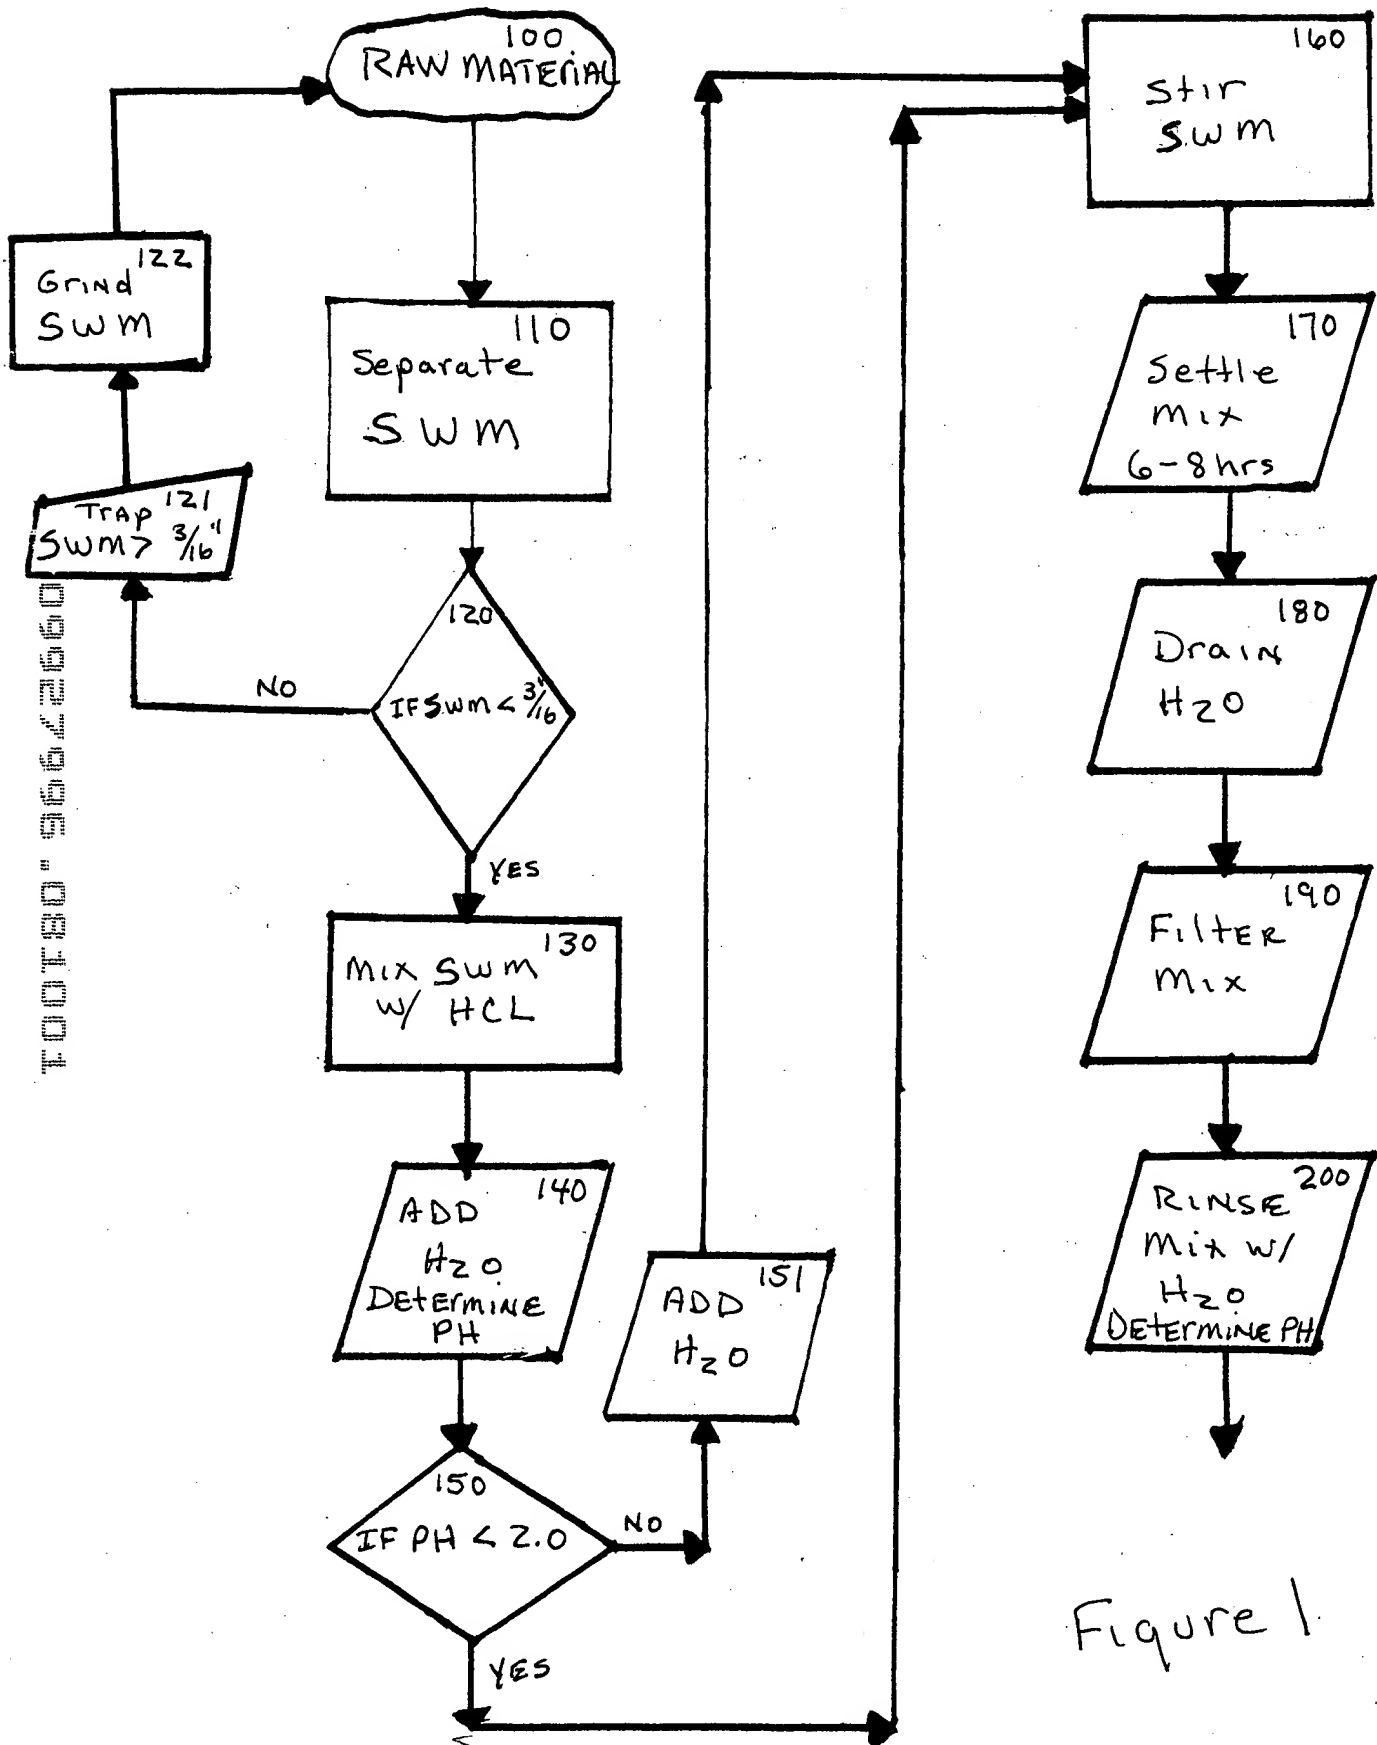 100
RAW MATERiAL
122
GriNd
SWM
110
Separate
SWM
TrAP 121
SWM> 3/16"
120
IF SWM < 3/16"
NO
YES
130
Mix SWM
W/ HCL
140
ADD
H2O
DETErMiNE
PH
150
IF PH < 2.0
NO
YES
151
ADD
H2O
160
Stir
SWM
170
Settle
Mix
6-8 hrs
180
DraiN
H2O
190
FiltER
Mix
200
RiNSE
Mix W/
H2O
DETErMiNE PH
Figure 1
09927996.081001